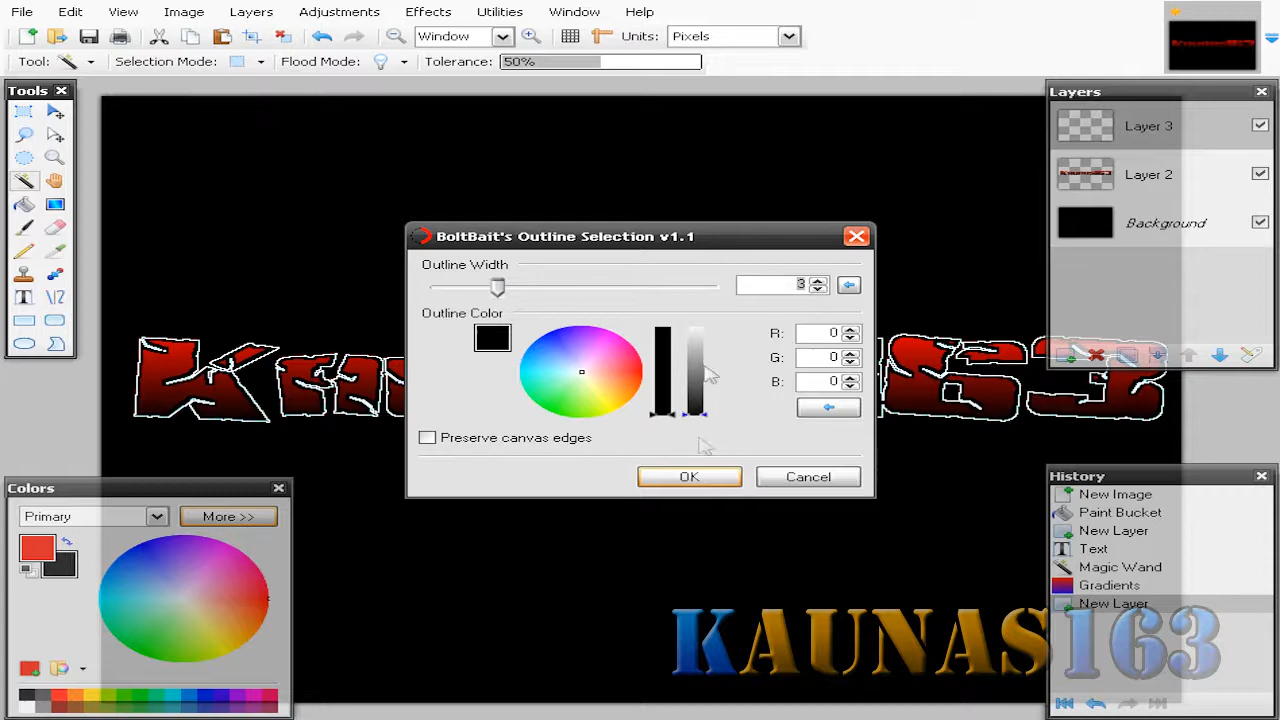 File Edit View Image Layers Adjustments Effects Utilities Window Help
Window Units: Pixels
Tool: Selection Mode: Flood Mode: Tolerance: 50%
Tools
Layers
Layer 3
Layer 2
Background
BoltBait's Outline Selection v1.1
Outline Width
3
Outline Color
R: 0
G: 0
B: 0
Preserve canvas edges
OK Cancel
Colors
Primary More >>
History
New Image
Paint Bucket
New Layer
Text
Magic Wand
Gradients
New Layer
KAUNAS163